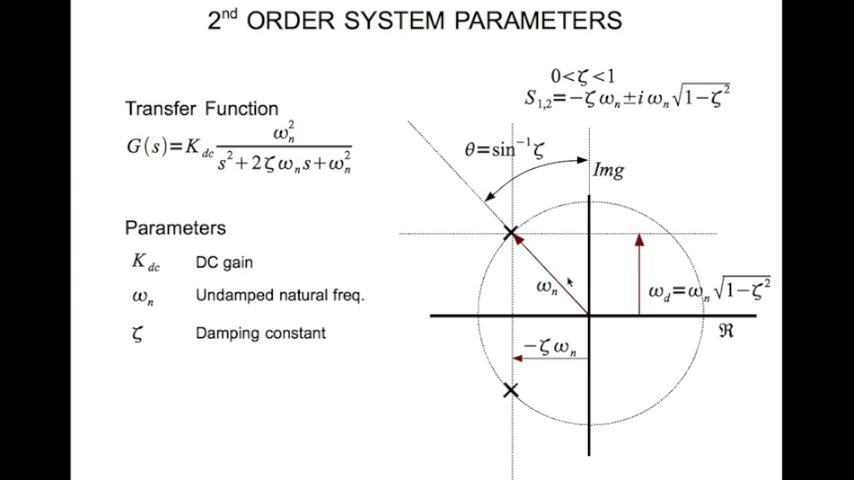 2nd ORDER SYSTEM PARAMETERS
0<ζ<1
S1,2=−ζωn±iωn√1−ζ²
Transfer Function
G(s)=Kdc ωn²/(s²+2ζωns+ωn²)
θ=sin⁻¹ζ
Img
Parameters
Kdc DC gain
ωn Undamped natural freq.
ζ Damping constant
ωn
ωd=ωn√1−ζ²
ℜ
−ζωn